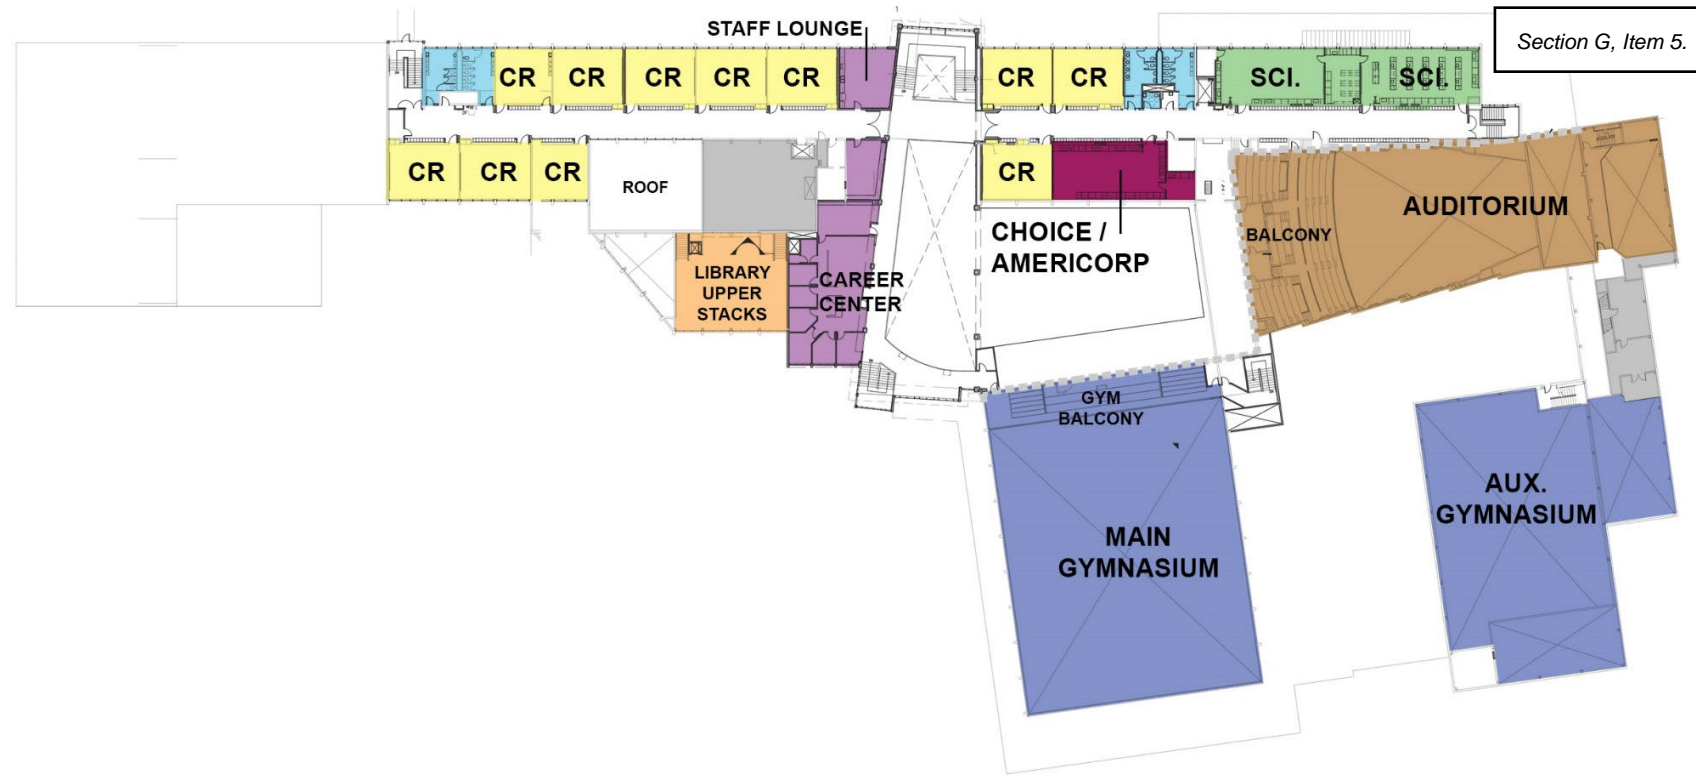 Section G, Item 5.
STAFF LOUNGE
CR CR CR CR CR CR CR SCI. SCI.
CR CR CR ROOF CR
CHOICE /
AMERICORP
AUDITORIUM
BALCONY
LIBRARY
UPPER
STACKS
CAREER
CENTER
GYM
BALCONY
MAIN
GYMNASIUM
AUX.
GYMNASIUM